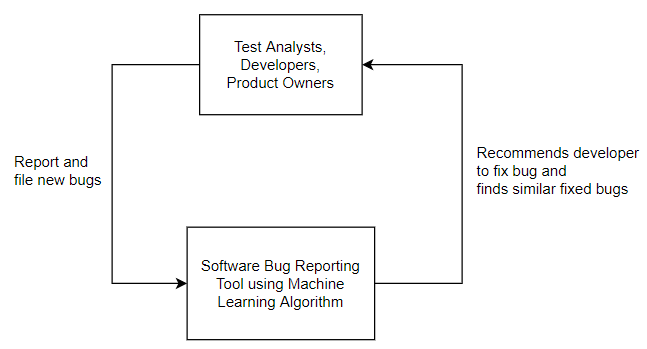 Test Analysts,
Developers,
Product Owners
Report and
file new bugs
Recommends developer
to fix bug and
finds similar fixed bugs
Software Bug Reporting
Tool using Machine
Learning Algorithm